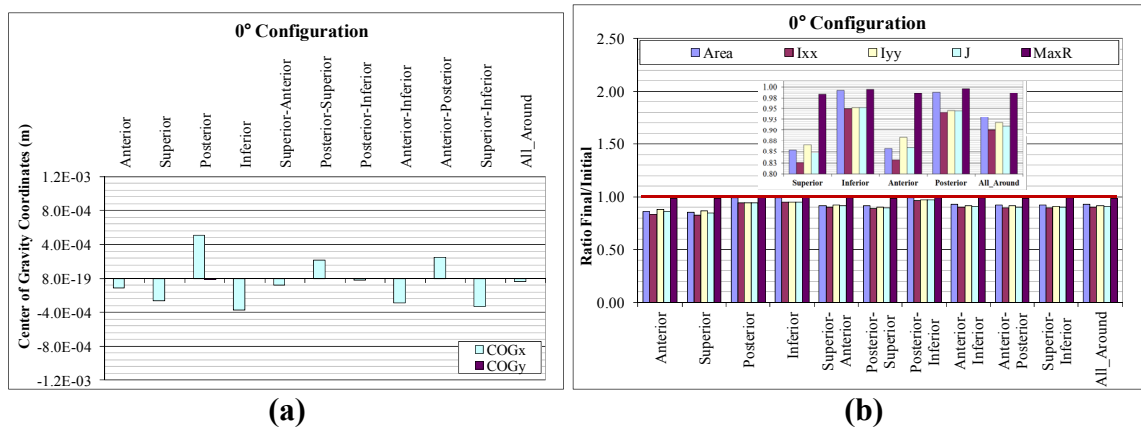 0° Configuration
Anterior
Superior
Posterior
Inferior
Superior-Anterior
Posterior-Superior
Posterior-Inferior
Anterior-Inferior
Anterior-Posterior
Superior-Inferior
All_Around
Center of Gravity Coordinates (m)
1.2E-03
8.0E-04
4.0E-04
8.0E-19
-4.0E-04
-8.0E-04
-1.2E-03
COGx
COGy
(a)
0° Configuration
Area Ixx Iyy J MaxR
Ratio Final/Initial
2.50
2.00
1.50
1.00
0.50
0.00
1.00
0.98
0.95
0.93
0.90
0.88
0.85
0.83
0.80
Superior Inferior Anterior Posterior All_Around
Anterior
Superior
Posterior
Inferior
Superior-
Anterior
Posterior-
Superior
Posterior-
Inferior
Anterior-
Inferior
Anterior-
Posterior
Superior-
Inferior
All_Around
(b)